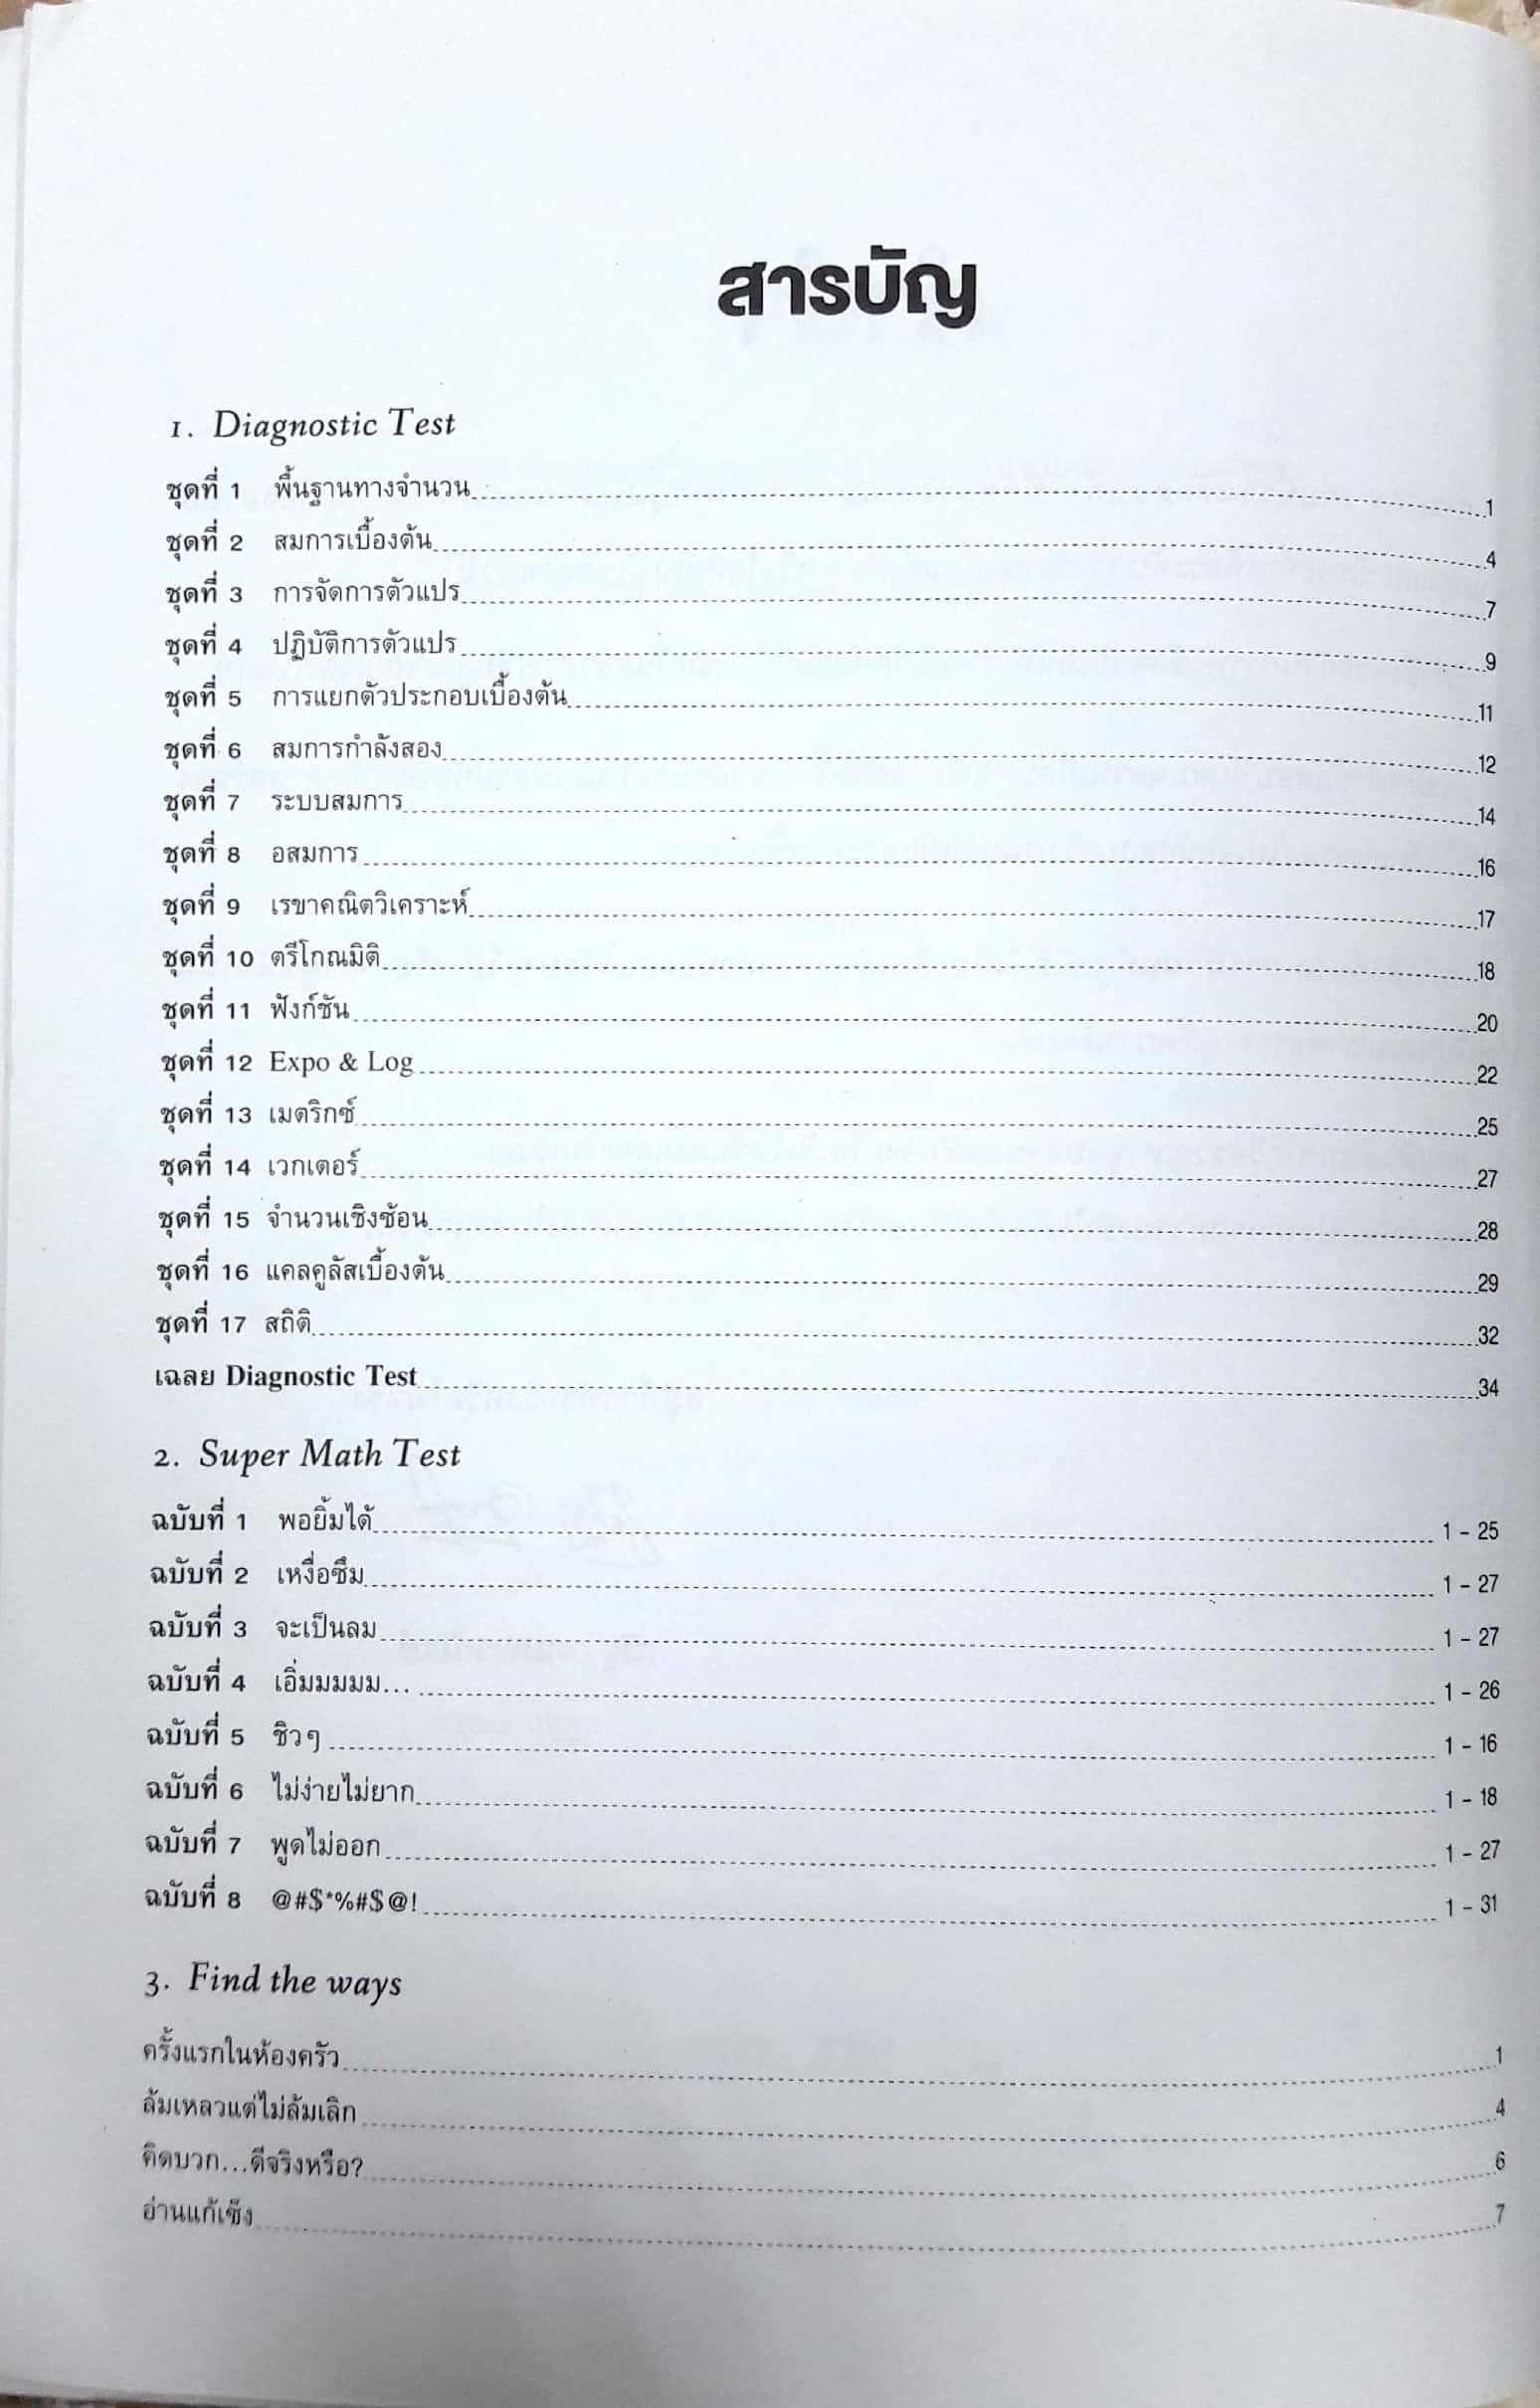 สารบัญ
1. Diagnostic Test
ชุดที่ 1 พื้นฐานทางจำนวน 1
ชุดที่ 2 สมการเบื้องต้น 4
ชุดที่ 3 การจัดการตัวแปร 7
ชุดที่ 4 ปฏิบัติการตัวแปร 9
ชุดที่ 5 การแยกตัวประกอบเบื้องต้น 11
ชุดที่ 6 สมการกำลังสอง 12
ชุดที่ 7 ระบบสมการ 14
ชุดที่ 8 อสมการ 16
ชุดที่ 9 เรขาคณิตวิเคราะห์ 17
ชุดที่ 10 ตรีโกณมิติ 18
ชุดที่ 11 ฟังก์ชัน 20
ชุดที่ 12 Expo & Log 22
ชุดที่ 13 เมตริกซ์ 25
ชุดที่ 14 เวกเตอร์ 27
ชุดที่ 15 จำนวนเชิงซ้อน 28
ชุดที่ 16 แคลคูลัสเบื้องต้น 29
ชุดที่ 17 สถิติ 32
เฉลย Diagnostic Test 34
2. Super Math Test
ฉบับที่ 1 พอยิ้มได้ 1 - 25
ฉบับที่ 2 เหงื่อซึม 1 - 27
ฉบับที่ 3 จะเป็นลม 1 - 27
ฉบับที่ 4 เอิ่มมมมม... 1 - 26
ฉบับที่ 5 ชิวๆ 1 - 16
ฉบับที่ 6 ไม่ง่ายไม่ยาก 1 - 18
ฉบับที่ 7 พูดไม่ออก 1 - 27
ฉบับที่ 8 @#$*%#$@! 1 - 31
3. Find the ways
ครั้งแรกในห้องครัว 1
ล้มเหลวแต่ไม่ล้มเลิก 4
คิดบวก...ดีจริงหรือ? 6
อ่านแก้เซ็ง 7